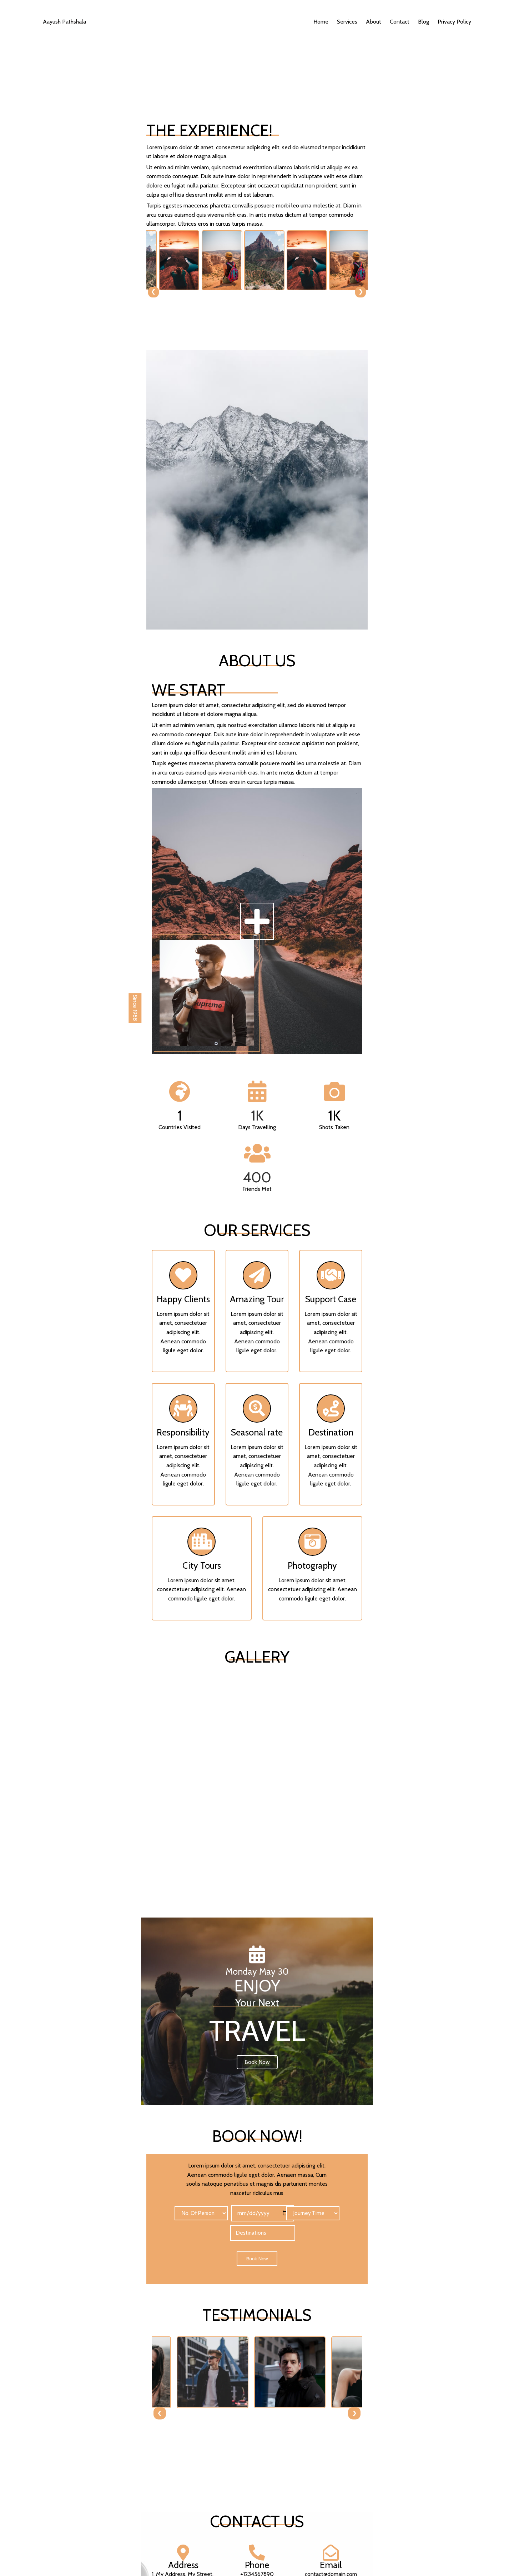 Aayush Pathshala
Home Services About Contact Blog Privacy Policy
THE EXPERIENCE!
Lorem ipsum dolor sit amet, consectetur adipiscing elit, sed do eiusmod tempor incididunt
ut labore et dolore magna aliqua.
Ut enim ad minim veniam, quis nostrud exercitation ullamco laboris nisi ut aliquip ex ea
commodo consequat. Duis aute irure dolor in reprehenderit in voluptate velit esse cillum
dolore eu fugiat nulla pariatur. Excepteur sint occaecat cupidatat non proident, sunt in
culpa qui officia deserunt mollit anim id est laborum.
Turpis egestas maecenas pharetra convallis posuere morbi leo urna molestie at. Diam in
arcu cursus euismod quis viverra nibh cras. In ante metus dictum at tempor commodo
ullamcorper. Ultrices eros in cursus turpis massa.
ABOUT US
WE START
Lorem ipsum dolor sit amet, consectetur adipiscing elit, sed do eiusmod tempor
incididunt ut labore et dolore magna aliqua.
Ut enim ad minim veniam, quis nostrud exercitation ullamco laboris nisi ut aliquip ex
ea commodo consequat. Duis aute irure dolor in reprehenderit in voluptate velit esse
cillum dolore eu fugiat nulla pariatur. Excepteur sint occaecat cupidatat non proident,
sunt in culpa qui officia deserunt mollit anim id est laborum.
Turpis egestas maecenas pharetra convallis posuere morbi leo urna molestie at. Diam
in arcu cursus euismod quis viverra nibh cras. In ante metus dictum at tempor
commodo ullamcorper. Ultrices eros in cursus turpis massa.
Supreme
1
Countries Visited
1K
Days Travelling
1K
Shots Taken
400
Friends Met
OUR SERVICES
Happy Clients
Lorem ipsum dolor sit
amet, consectetuer
adipiscing elit.
Aenean commodo
ligule eget dolor.
Amazing Tour
Lorem ipsum dolor sit
amet, consectetuer
adipiscing elit.
Aenean commodo
ligule eget dolor.
Support Case
Lorem ipsum dolor sit
amet, consectetuer
adipiscing elit.
Aenean commodo
ligule eget dolor.
Responsibility
Lorem ipsum dolor sit
amet, consectetuer
adipiscing elit.
Aenean commodo
ligule eget dolor.
Seasonal rate
Lorem ipsum dolor sit
amet, consectetuer
adipiscing elit.
Aenean commodo
ligule eget dolor.
Destination
Lorem ipsum dolor sit
amet, consectetuer
adipiscing elit.
Aenean commodo
ligule eget dolor.
City Tours
Lorem ipsum dolor sit amet,
consectetuer adipiscing elit. Aenean
commodo ligule eget dolor.
Photography
Lorem ipsum dolor sit amet,
consectetuer adipiscing elit. Aenean
commodo ligule eget dolor.
GALLERY
Monday May 30
ENJOY
Your Next
TRAVEL
Book Now
BOOK NOW!
Lorem ipsum dolor sit amet, consectetuer adipiscing elit.
Aenean commodo ligule eget dolor. Aenaen massa. Cum
soolis natoque penatibus et magnis dis parturient montes
nascetur ridiculus mus
No. Of Person mm/dd/yyyy Journey Time
Destinations
Book Now
TESTIMONIALS
CONTACT US
Address
1, My Address, My Street,
Phone
+1234567890
Email
contact@domain.com